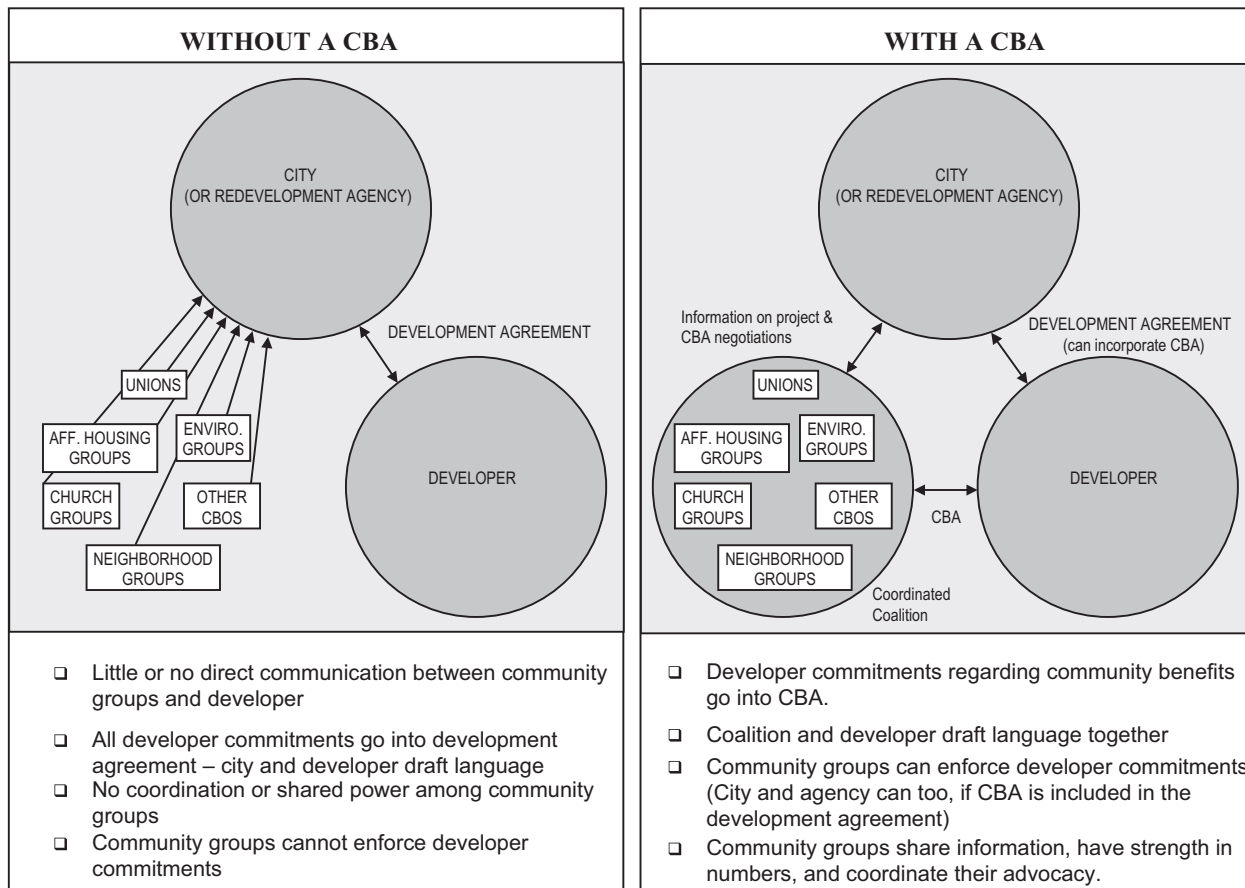 WITHOUT A CBA
CITY
(OR REDEVELOPMENT AGENCY)
DEVELOPMENT AGREEMENT
UNIONS
AFF. HOUSING
GROUPS
ENVIRO.
GROUPS
CHURCH
GROUPS
OTHER
CBOS
NEIGHBORHOOD
GROUPS
DEVELOPER
❑ Little or no direct communication between community
groups and developer
❑ All developer commitments go into development
agreement – city and developer draft language
❑ No coordination or shared power among community
groups
❑ Community groups cannot enforce developer
commitments
WITH A CBA
CITY
(OR REDEVELOPMENT AGENCY)
Information on project &
CBA negotiations
DEVELOPMENT AGREEMENT
(can incorporate CBA)
UNIONS
AFF. HOUSING
GROUPS
ENVIRO.
GROUPS
CHURCH
GROUPS
OTHER
CBOS
NEIGHBORHOOD
GROUPS
CBA
DEVELOPER
Coordinated
Coalition
❑ Developer commitments regarding community benefits
go into CBA.
❑ Coalition and developer draft language together
❑ Community groups can enforce developer commitments
(City and agency can too, if CBA is included in the
development agreement)
❑ Community groups share information, have strength in
numbers, and coordinate their advocacy.